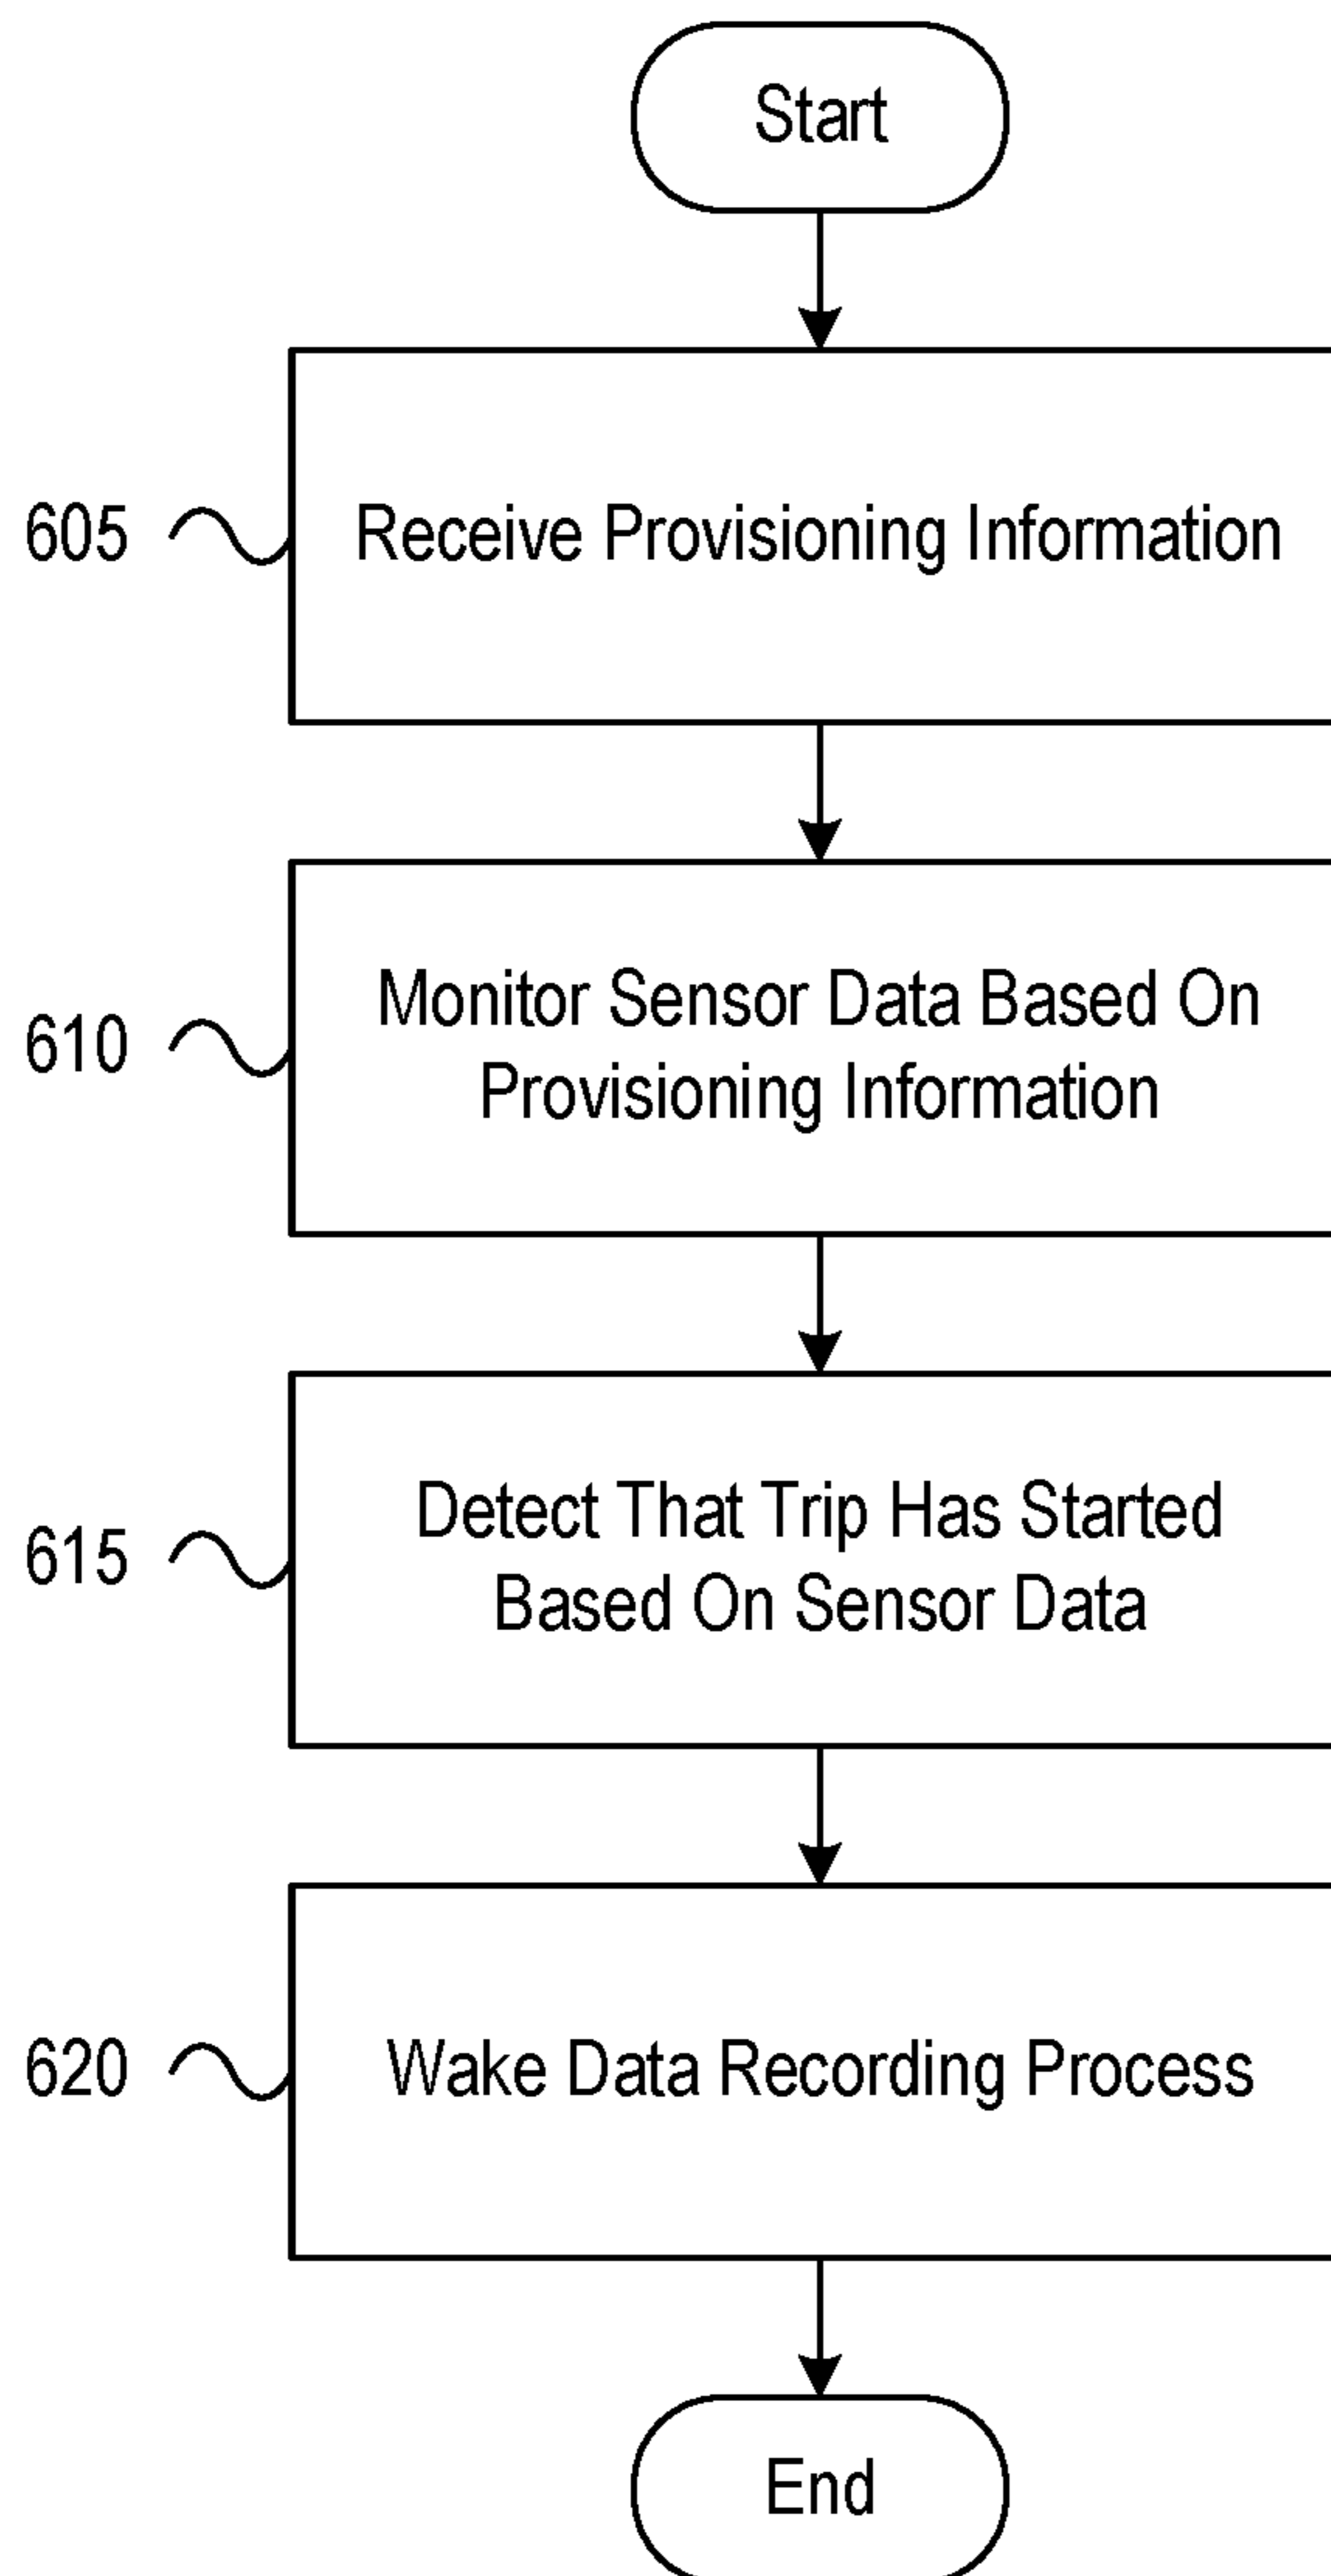 Start
605
Receive Provisioning Information
610
Monitor Sensor Data Based On
Provisioning Information
615
Detect That Trip Has Started
Based On Sensor Data
620
Wake Data Recording Process
End